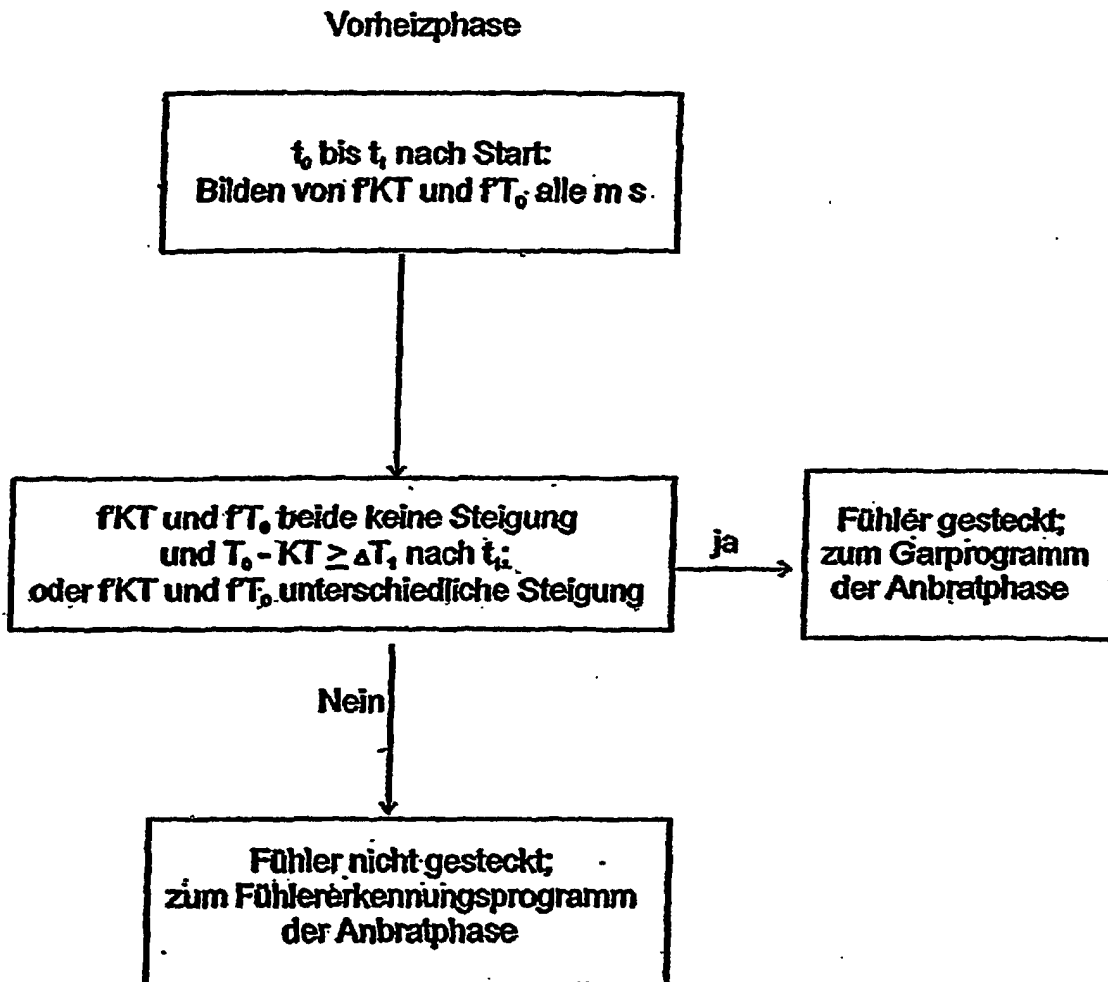 Vorheizphase
t₀ bis t₁ nach Start:
Bilden von f'KT und f'T₀ alle m s
f'KT und f'T₀ beide keine Steigung
und T₀ - KT ≥ ΔT₁ nach t₁;
oder f'KT und f'T₀ unterschiedliche Steigung
ja
Fühler gesteckt;
zum Garprogramm
der Anbratphase
Nein
Fühler nicht gesteckt;
zum Fühlererkennungsprogramm
der Anbratphase